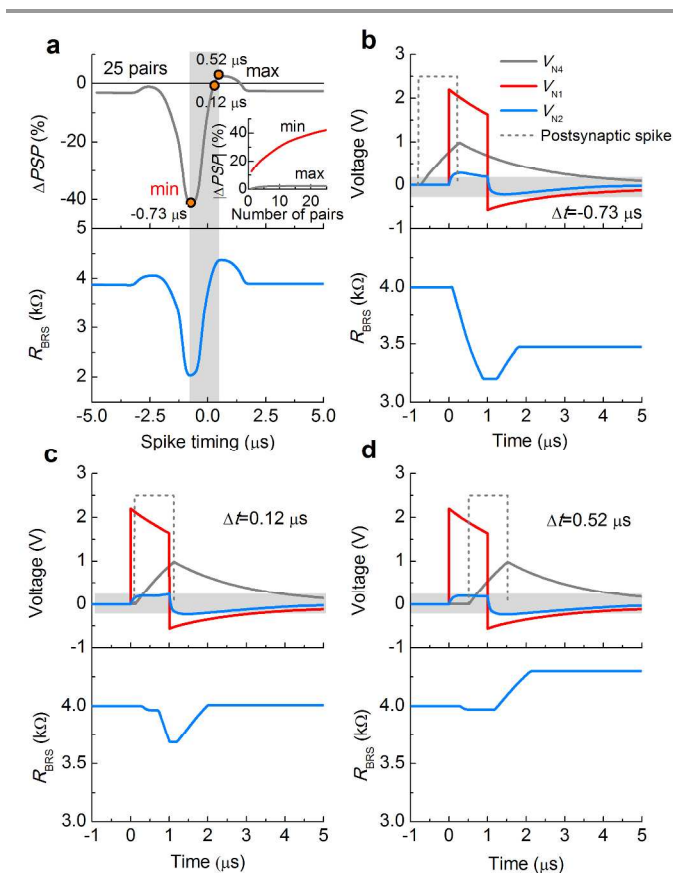 a
25 pairs
0.52 μs
max
0.12 μs
min
-0.73 μs
ΔPSP (%)
0
-20
-40
|ΔPSP| (%)
40
20
0
min
max
0 10 20
Number of pairs
R_BRS (kΩ)
5
4
3
2
-5.0 -2.5 0.0 2.5 5.0
Spike timing (μs)
b
Voltage (V)
3
2
1
0
-1
V_N4
V_N1
V_N2
Postsynaptic spike
Δt=-0.73 μs
R_BRS (kΩ)
4.0
3.5
3.0
-1 0 1 2 3 4 5
Time (μs)
c
Voltage (V)
3
2
1
0
-1
Δt=0.12 μs
R_BRS (kΩ)
4.0
3.5
3.0
-1 0 1 2 3 4 5
Time (μs)
d
Voltage (V)
3
2
1
0
-1
Δt=0.52 μs
R_BRS (kΩ)
4.0
3.5
3.0
-1 0 1 2 3 4 5
Time (μs)